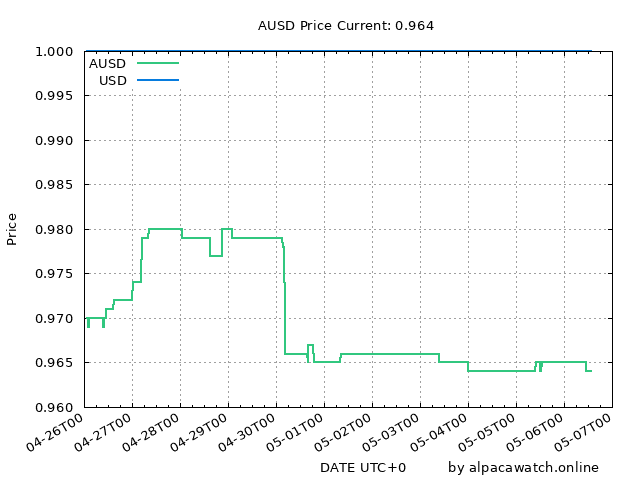 AUSD Price Current: 0.964
1.000
AUSD
USD
0.995
0.990
0.985
0.980
Price
0.975
0.970
0.965
0.960
04-26T00 04-27T00 04-28T00 04-29T00 04-30T00 05-01T00 05-02T00 05-03T00 05-04T00 05-05T00 05-06T00 05-07T00
DATE UTC+0 by alpacawatch.online